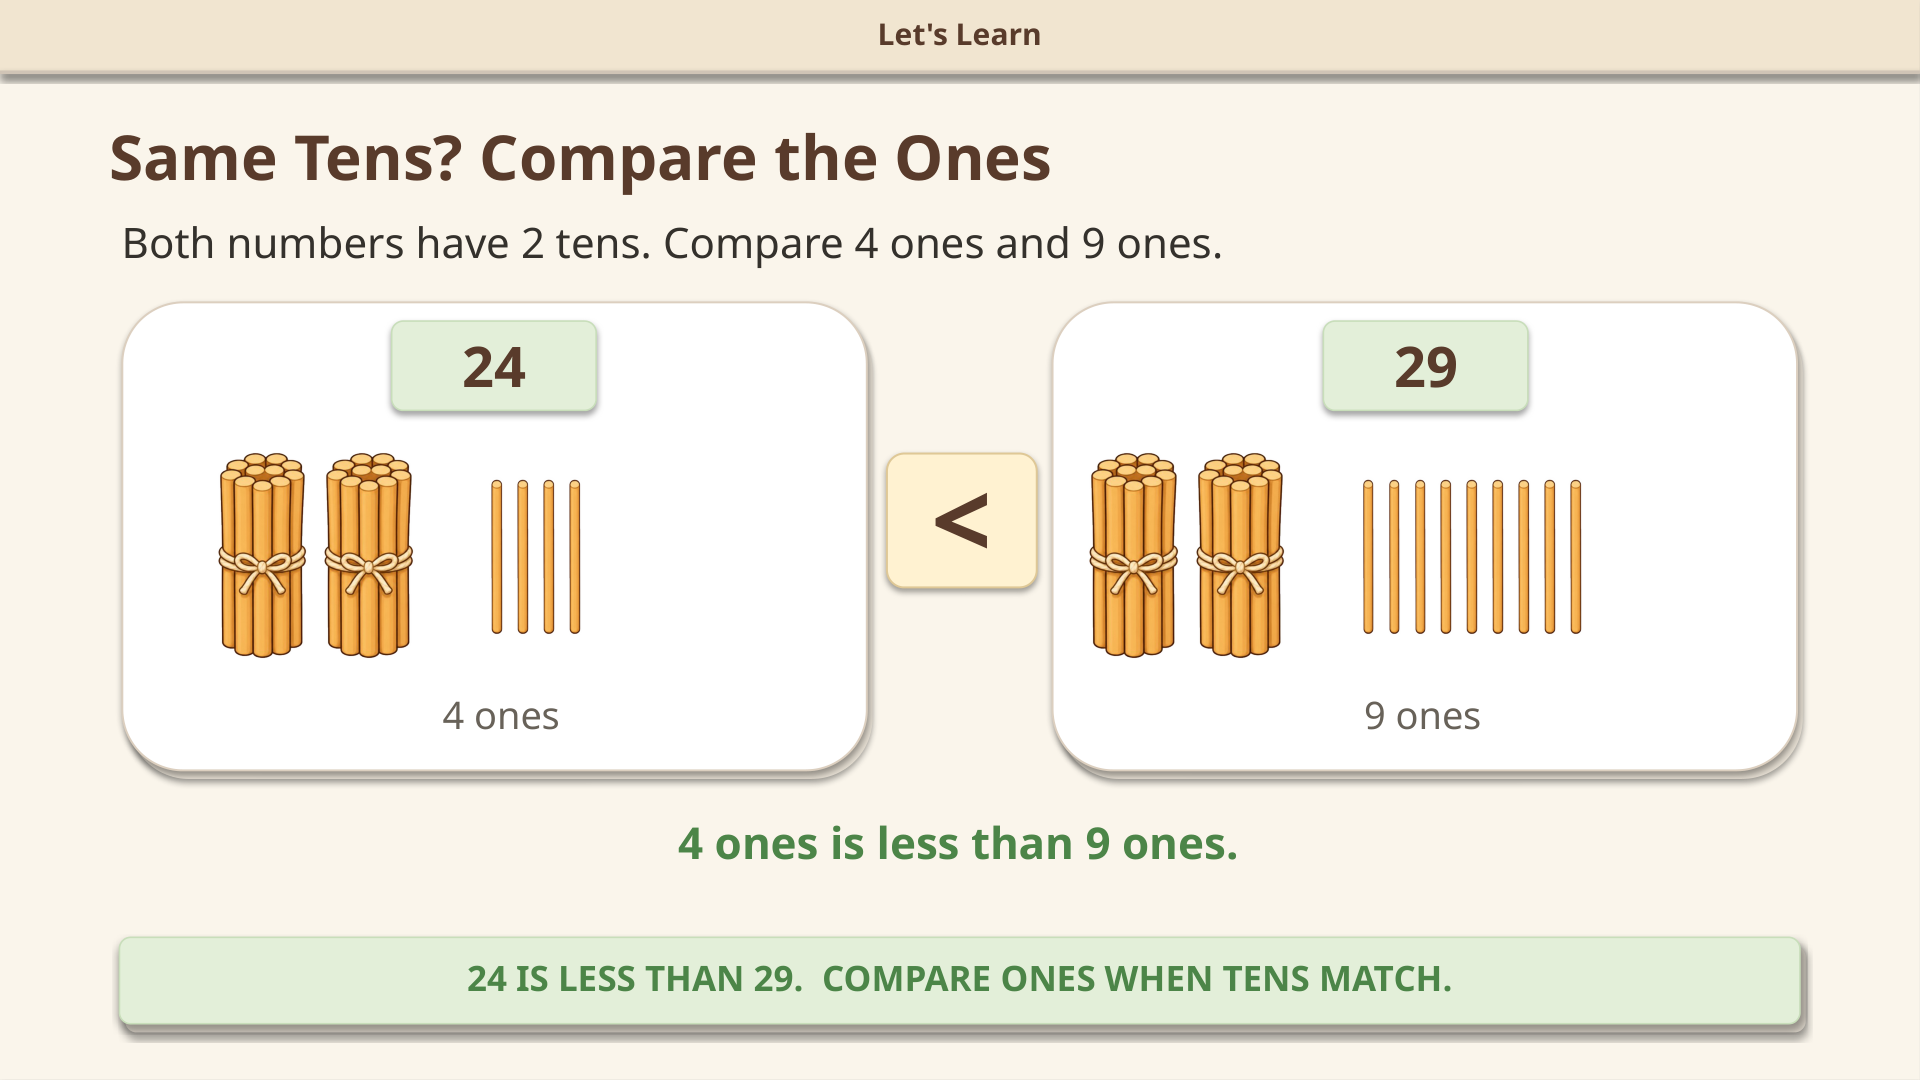 Let's Learn
Same Tens? Compare the Ones
Both numbers have 2 tens. Compare 4 ones and 9 ones.
24
29
<
4 ones
9 ones
4 ones is less than 9 ones.
24 IS LESS THAN 29.  COMPARE ONES WHEN TENS MATCH.